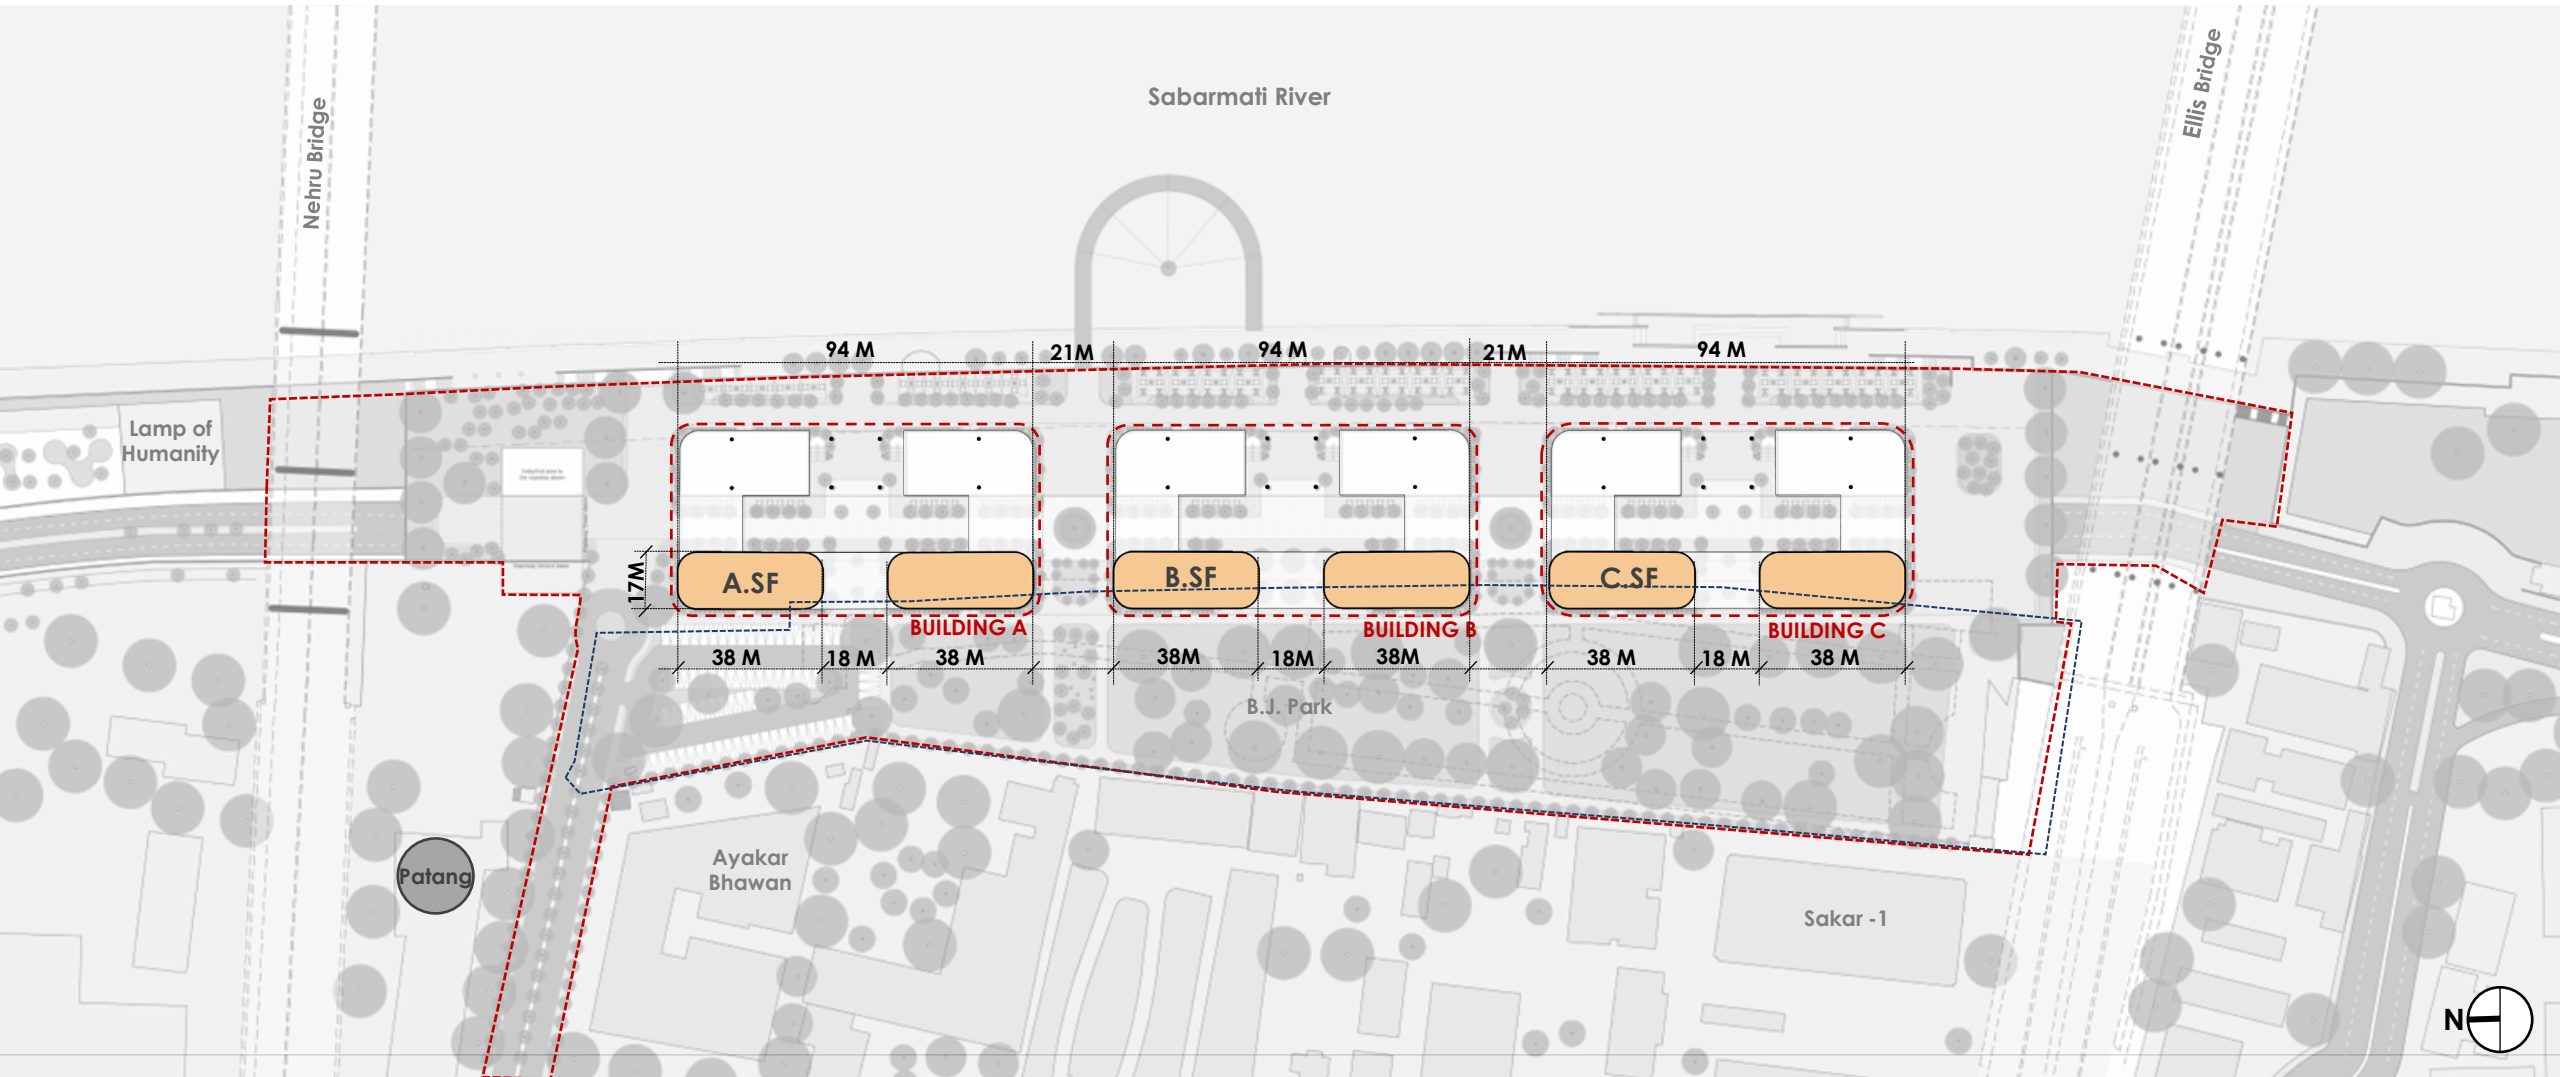 Nehru Bridge
Sabarmati River
Ellis Bridge
94 M
21M
94 M
21M
94 M
Lamp of
Humanity
17M
A.SF
B.SF
C.SF
BUILDING A
BUILDING B
BUILDING C
38 M
18 M
38 M
38M
18M
38M
38 M
18 M
38 M
B.J. Park
Patang
Ayakar
Bhawan
Sakar -1
N